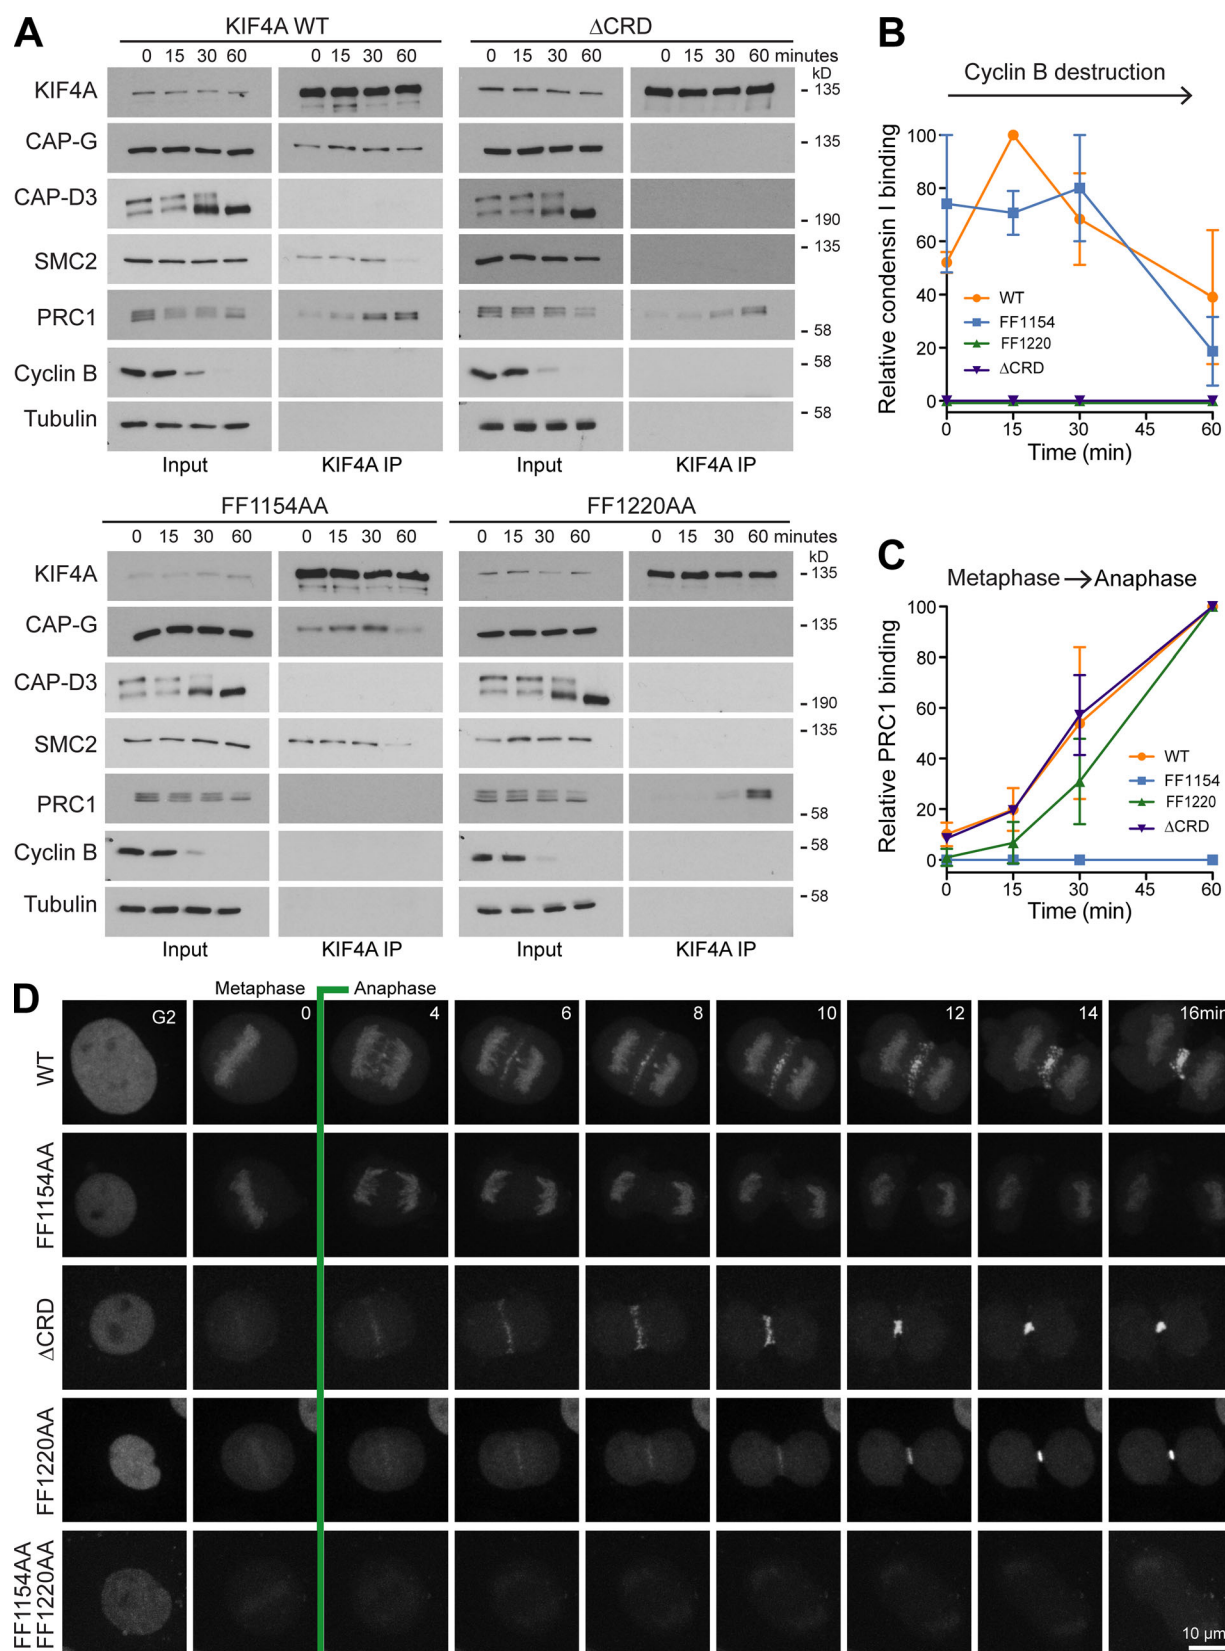 A
KIF4A WT
ΔCRD
0 15 30 60 0 15 30 60 0 15 30 60 0 15 30 60 minutes
kD
KIF4A
- 135
CAP-G
- 135
CAP-D3
- 190
SMC2
- 135
PRC1
- 58
Cyclin B
- 58
Tubulin
- 58
Input KIF4A IP Input KIF4A IP
FF1154AA
FF1220AA
0 15 30 60 0 15 30 60 0 15 30 60 0 15 30 60 minutes
kD
KIF4A
- 135
CAP-G
- 135
CAP-D3
- 190
SMC2
- 135
PRC1
- 58
Cyclin B
- 58
Tubulin
- 58
Input KIF4A IP Input KIF4A IP
B
Cyclin B destruction
Relative condensin I binding
100
80
60
40
20
0
WT
FF1154
FF1220
ΔCRD
0 15 30 45 60
Time (min)
C
Metaphase → Anaphase
Relative PRC1 binding
100
80
60
40
20
0
WT
FF1154
FF1220
ΔCRD
0 15 30 45 60
Time (min)
D
Metaphase Anaphase
G2 0 4 6 8 10 12 14 16min
WT
FF1154AA
ΔCRD
FF1220AA
FF1154AA
FF1220AA
10 µm